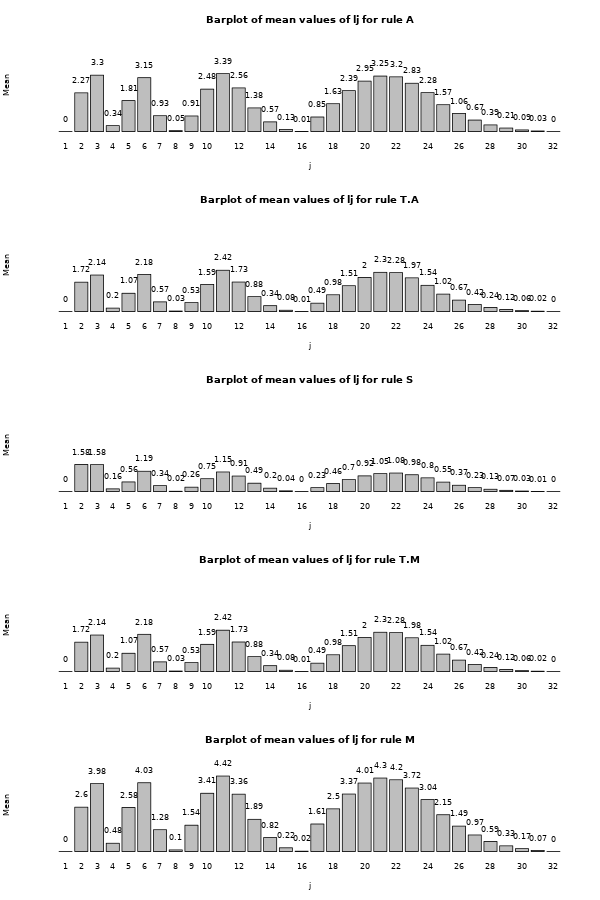 Barplot of mean values of lj for rule A
Mean
0 2.27 3.3 0.34 1.81 3.15 0.93 0.05 0.91 2.48 3.39 2.56 1.38 0.57 0.13 0.01 0.85 1.63 2.39 2.95 3.25 3.2 2.83 2.28 1.57 1.06 0.67 0.39 0.21 0.09 0.03 0
1 2 3 4 5 6 7 8 9 10 12 14 16 18 20 22 24 26 28 30 32
j
Barplot of mean values of lj for rule T.A
Mean
0 1.72 2.14 0.2 1.07 2.18 0.57 0.03 0.53 1.59 2.42 1.73 0.88 0.34 0.08 0.01 0.49 0.98 1.51 2 2.3 2.28 1.97 1.54 1.02 0.67 0.42 0.24 0.12 0.06 0.02 0
1 2 3 4 5 6 7 8 9 10 12 14 16 18 20 22 24 26 28 30 32
j
Barplot of mean values of lj for rule S
Mean
0 1.58 1.58 0.16 0.56 1.19 0.34 0.02 0.26 0.75 1.15 0.91 0.49 0.2 0.04 0 0.23 0.46 0.7 0.92 1.05 1.08 0.98 0.8 0.55 0.37 0.23 0.13 0.07 0.03 0.01 0
1 2 3 4 5 6 7 8 9 10 12 14 16 18 20 22 24 26 28 30 32
j
Barplot of mean values of lj for rule T.M
Mean
0 1.72 2.14 0.2 1.07 2.18 0.57 0.03 0.53 1.59 2.42 1.73 0.88 0.34 0.08 0.01 0.49 0.98 1.51 2 2.3 2.28 1.98 1.54 1.02 0.67 0.42 0.24 0.12 0.06 0.02 0
1 2 3 4 5 6 7 8 9 10 12 14 16 18 20 22 24 26 28 30 32
j
Barplot of mean values of lj for rule M
Mean
0 2.6 3.98 0.48 2.58 4.03 1.28 0.1 1.54 3.41 4.42 3.36 1.89 0.82 0.22 0.02 1.61 2.5 3.37 4.01 4.3 4.2 3.72 3.04 2.15 1.49 0.97 0.59 0.33 0.17 0.07 0
1 2 3 4 5 6 7 8 9 10 12 14 16 18 20 22 24 26 28 30 32
j